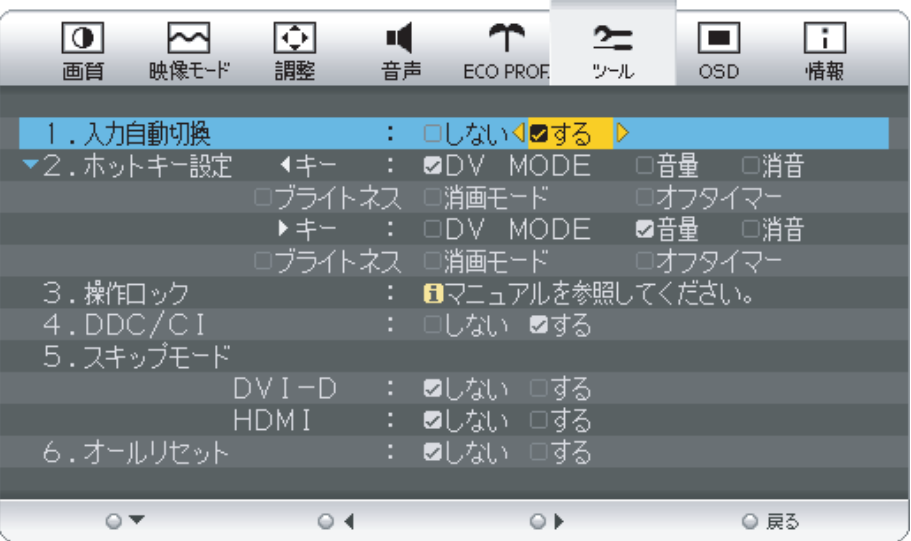 画質 映像モード 調整 音声 ECO PROF. ツール OSD 情報
1.入力自動切換 : しない する
2.ホットキー設定 キー : DV MODE 音量 消音
ブライトネス 消画モード オフタイマー
キー : DV MODE 音量 消音
ブライトネス 消画モード オフタイマー
3.操作ロック : マニュアルを参照してください。
4.DDC/CI : しない する
5.スキップモード
DVI-D : しない する
HDMI : しない する
6.オールリセット : しない する
戻る